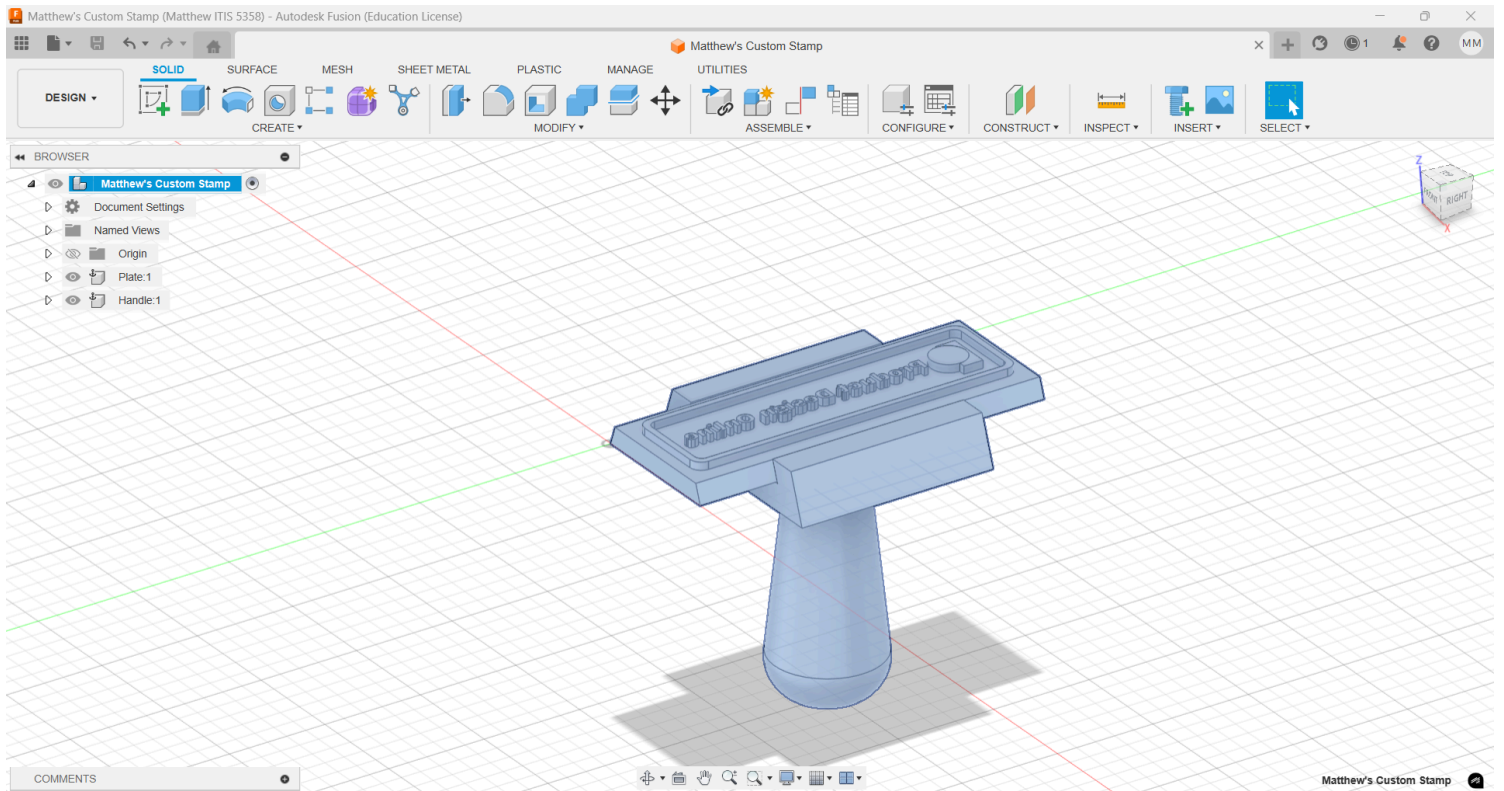 Matthew's Custom Stamp (Matthew ITIS 5358) - Autodesk Fusion (Education License)
Matthew's Custom Stamp
1
MM
DESIGN
SOLID
SURFACE
MESH
SHEET METAL
PLASTIC
MANAGE
UTILITIES
CREATE
MODIFY
ASSEMBLE
CONFIGURE
CONSTRUCT
INSPECT
INSERT
SELECT
BROWSER
Matthew's Custom Stamp
Document Settings
Named Views
Origin
Plate:1
Handle:1
Z
RIGHT
X
COMMENTS
Matthew's Custom Stamp